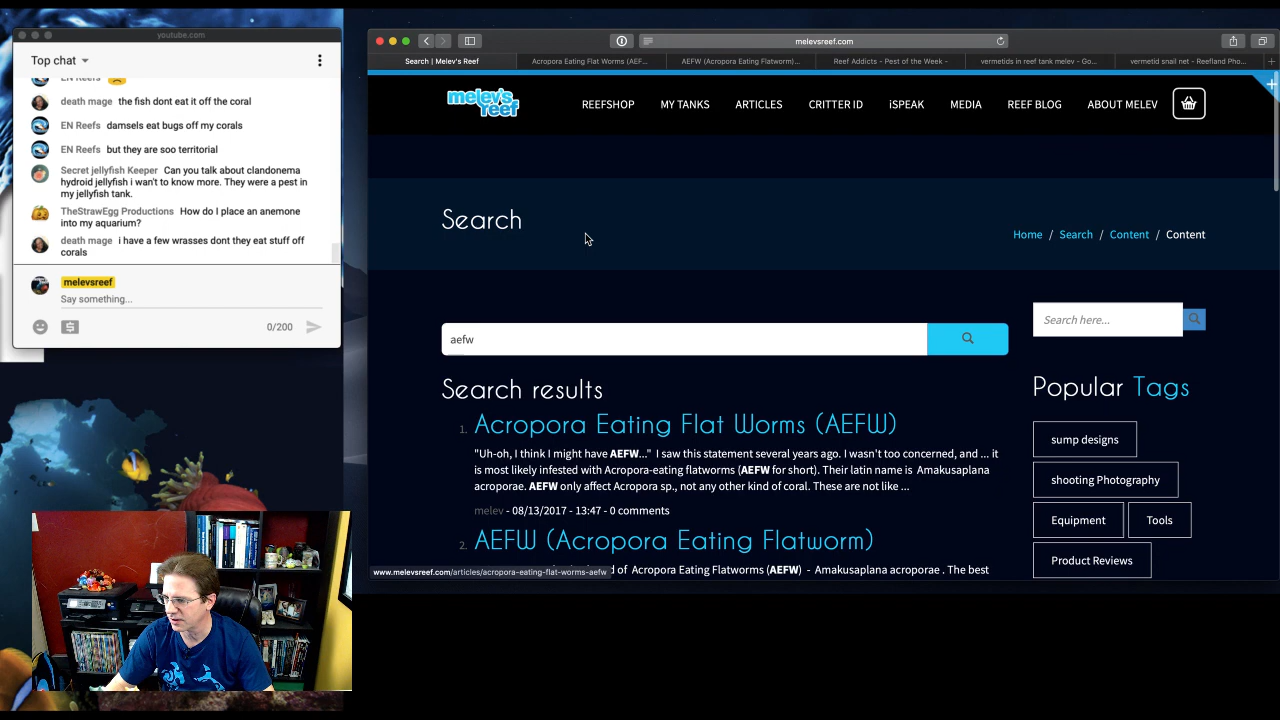 youtube.com
Top chat
EN Reefs
death mage the fish dont eat it off the coral
EN Reefs damsels eat bugs off my corals
EN Reefs but they are soo territorial
Secret jellyfish Keeper Can you talk about clandonema
hydroid jellyfish i wan't to know more. They were a pest in
my jellyfish tank.
TheStrawEgg Productions How do I place an anemone
into my aquarium?
death mage i have a few wrasses dont they eat stuff off
corals
melevsreef
Say something...
0/200
melevsreef.com
Search | Melev's Reef
Acropora Eating Flat Worms (AEF...
AEFW (Acropora Eating Flatworm)...
Reef Addicts - Pest of the Week -
vermetids in reef tank melev - Go...
vermetid snail net - Reefland Pho...
melev's
reef
REEFSHOP
MY TANKS
ARTICLES
CRITTER ID
iSPEAK
MEDIA
REEF BLOG
ABOUT MELEV
Search
Home / Search / Content / Content
aefw
Search here...
Search results
1. Acropora Eating Flat Worms (AEFW)
"Uh-oh, I think I might have AEFW..." I saw this statement several years ago. I wasn't too concerned, and ... it
is most likely infested with Acropora-eating flatworms (AEFW for short). Their latin name is Amakusaplana
acroporae. AEFW only affect Acropora sp., not any other kind of coral. These are not like ...
melev - 08/13/2017 - 13:47 - 0 comments
2. AEFW (Acropora Eating Flatworm)
of Acropora Eating Flatworms (AEFW) - Amakusaplana acroporae . The best
www.melevsreef.com/articles/acropora-eating-flat-worms-aefw
Popular Tags
sump designs
shooting Photography
Equipment
Tools
Product Reviews